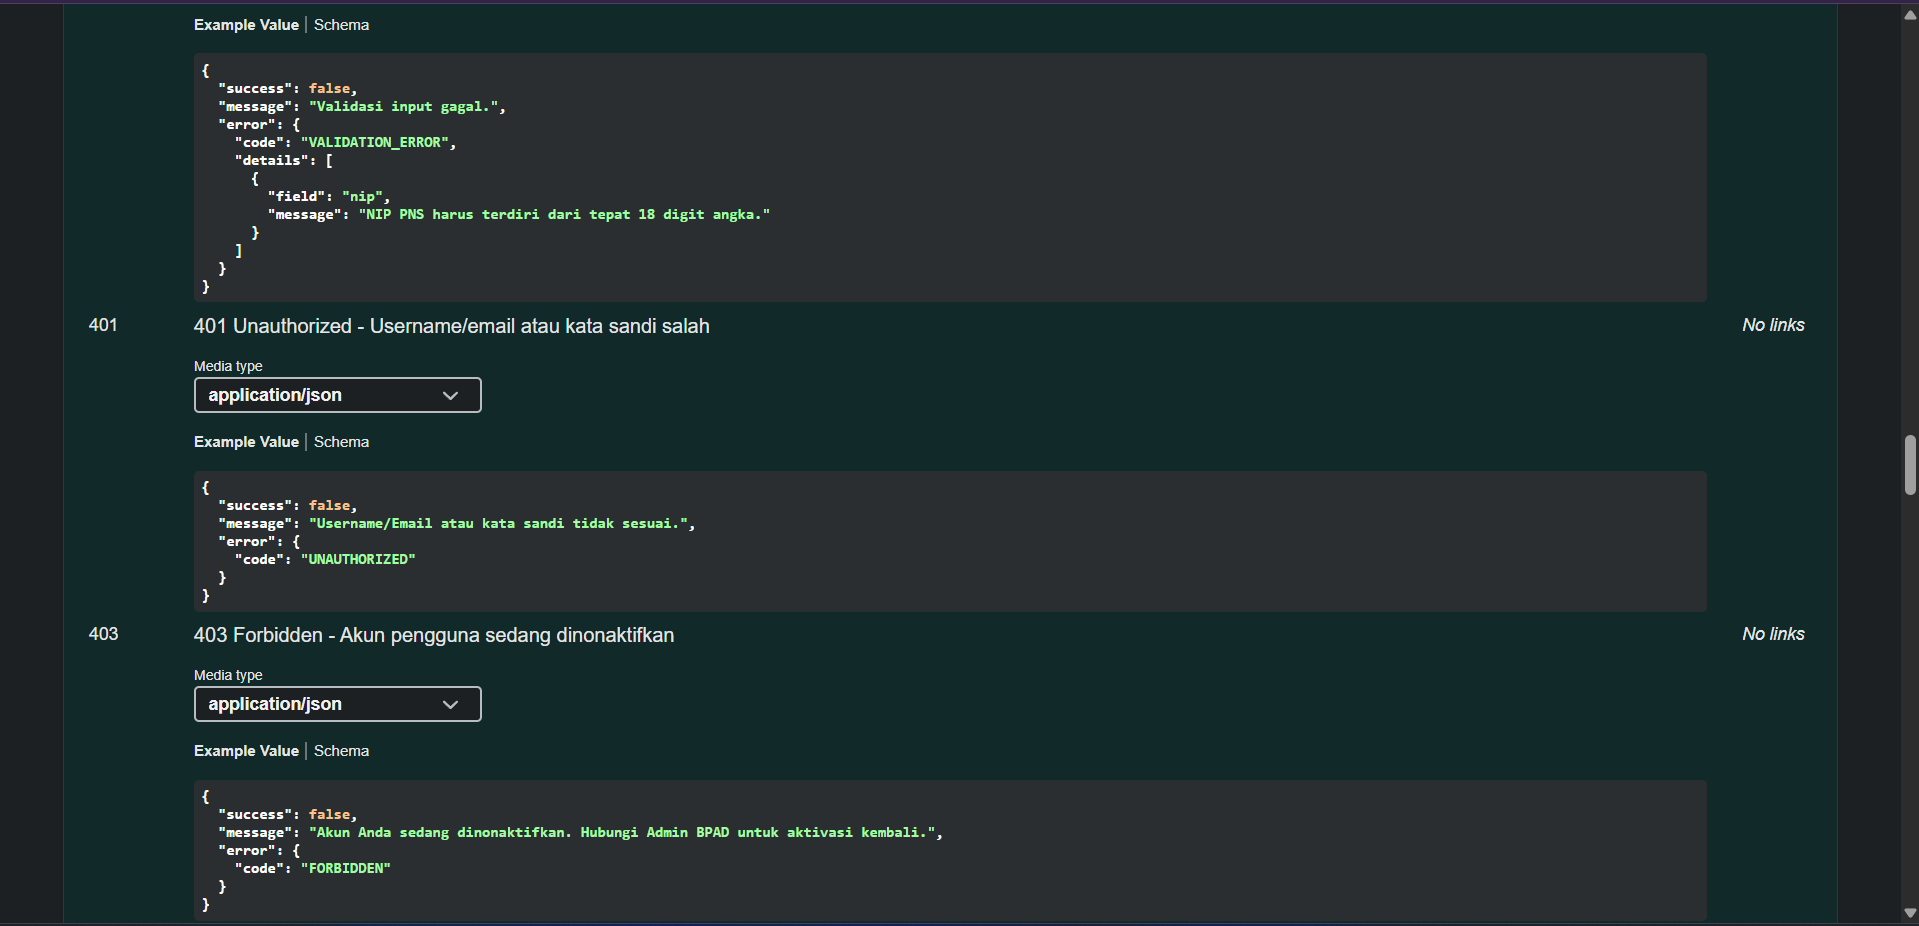 Example Value | Schema
{
  "success": false,
  "message": "Validasi input gagal.",
  "error": {
    "code": "VALIDATION_ERROR",
    "details": [
      {
        "field": "nip",
        "message": "NIP PNS harus terdiri dari tepat 18 digit angka."
      }
    ]
  }
}
401 401 Unauthorized - Username/email atau kata sandi salah No links
Media type
application/json
Example Value | Schema
{
  "success": false,
  "message": "Username/Email atau kata sandi tidak sesuai.",
  "error": {
    "code": "UNAUTHORIZED"
  }
}
403 403 Forbidden - Akun pengguna sedang dinonaktifkan No links
Media type
application/json
Example Value | Schema
{
  "success": false,
  "message": "Akun Anda sedang dinonaktifkan. Hubungi Admin BPAD untuk aktivasi kembali.",
  "error": {
    "code": "FORBIDDEN"
  }
}